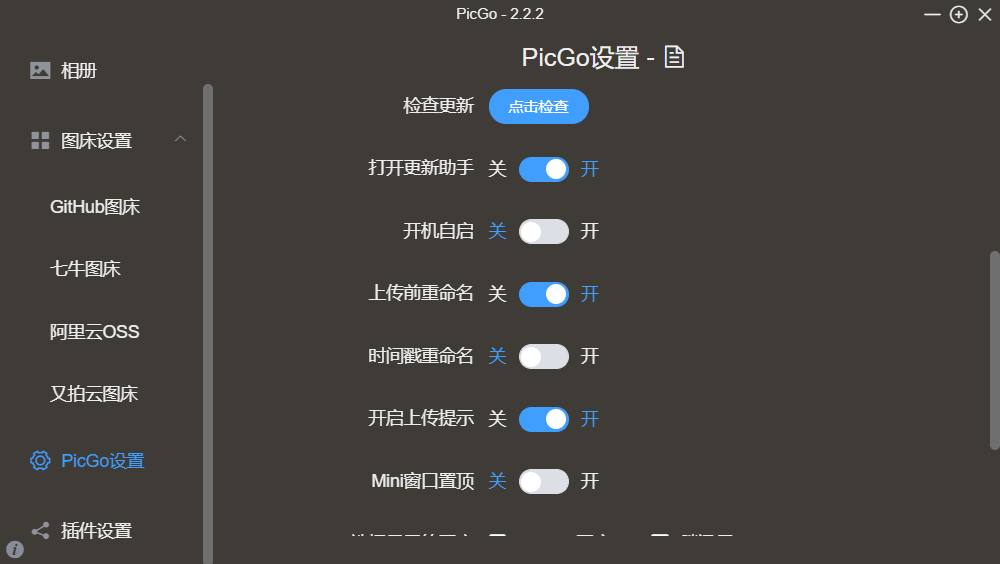 PicGo - 2.2.2
相册
图床设置
GitHub图床
七牛图床
阿里云OSS
又拍云图床
PicGo设置
插件设置
PicGo设置 -
检查更新 点击检查
打开更新助手 关 开
开机自启 关 开
上传前重命名 关 开
时间戳重命名 关 开
开启上传提示 关 开
Mini窗口置顶 关 开